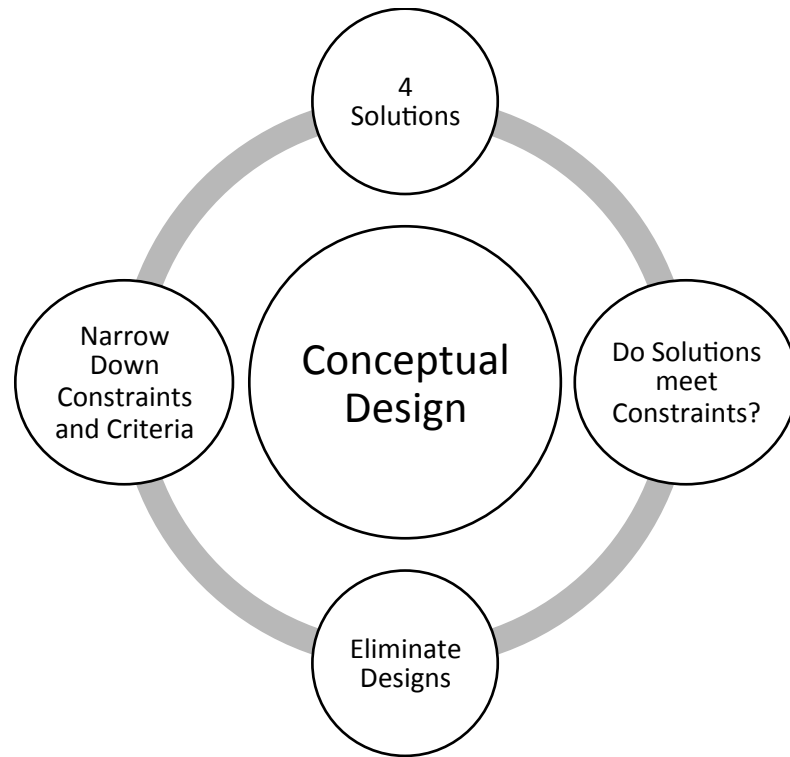 4
Solutions
Narrow
Down
Constraints
and Criteria
Conceptual
Design
Do Solutions
meet
Constraints?
Eliminate
Designs